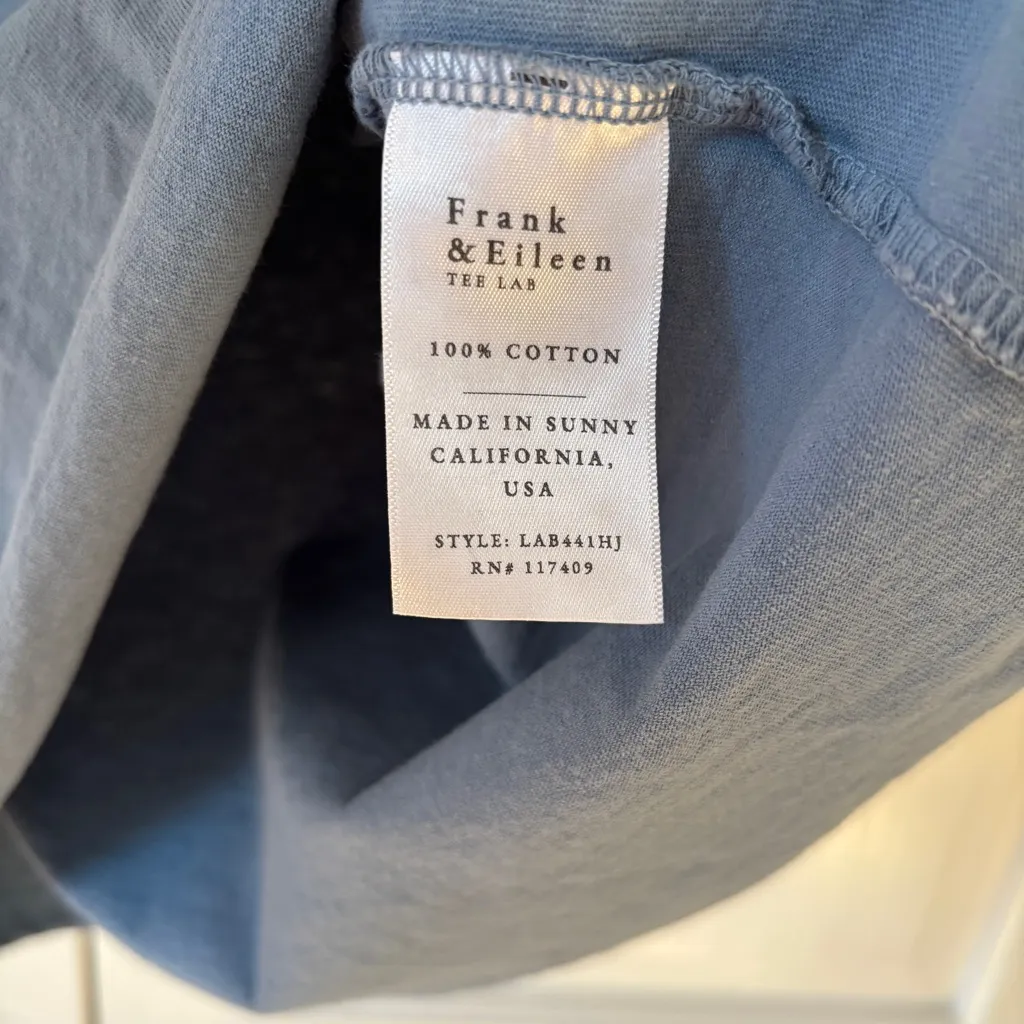 Frank
& Eileen
TEE LAB
100% COTTON
MADE IN SUNNY
CALIFORNIA,
USA
STYLE: LAB441HJ
RN# 117409